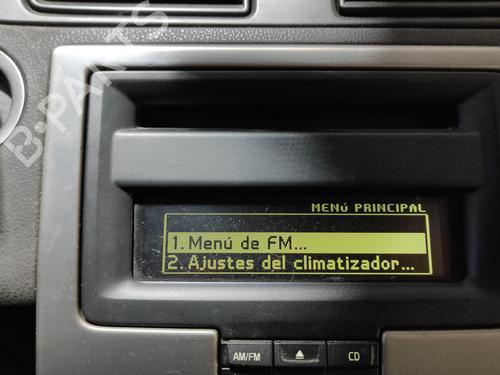 B-PARTS
MENÚ PRINCIPAL
1. Menú de FM...
2. Ajustes del climatizador...
AM/FM
CD